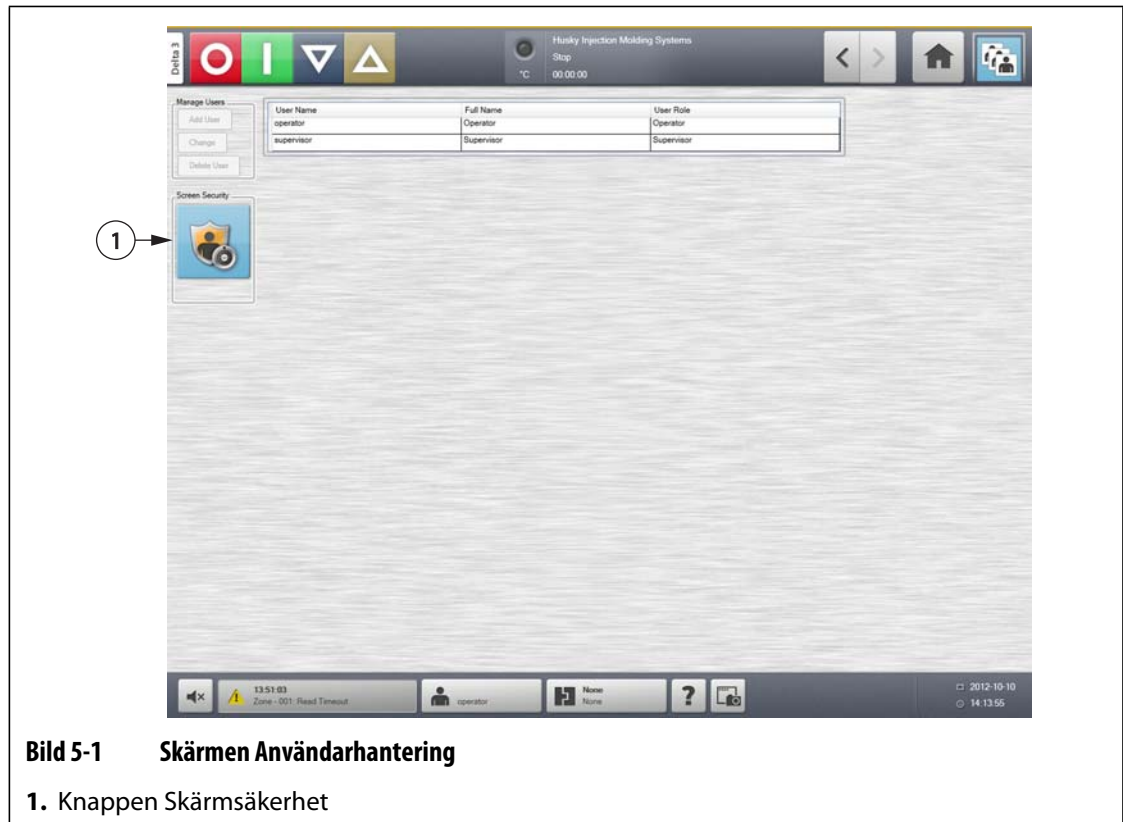 Delta 3
Husky Injection Molding Systems
Stop
°C 00:00:00
Manage Users
Add User
Change
Delete User
User Name Full Name User Role
operator Operator Operator
supervisor Supervisor Supervisor
Screen Security
1
13:51:03
Zone - 001: Read Timeout
operator
None
None
?
2012-10-10
14:13:55
Bild 5-1 Skärmen Användarhantering
1. Knappen Skärmsäkerhet